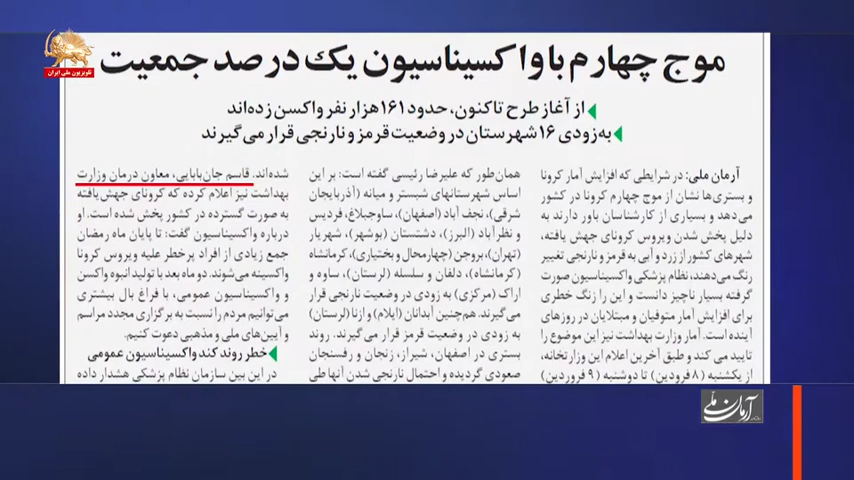 تلویزیون ملی ایران
موج چهارم با واکسیناسیون یک درصد جمعیت
از آغاز طرح تاکنون، حدود ۱۶۱ هزار نفر واکسن زده‌اند
به‌زودی ۱۶ شهرستان در وضعیت قرمز و نارنجی قرار می‌گیرند
آرمان ملی: در شرایطی که افزایش آمار کرونا
و بستری‌ها نشان از موج چهارم کرونا در کشور
می‌دهد و بسیاری از کارشناسان باور دارند به
دلیل پخش شدن ویروس کرونای جهش یافته،
شهرهای کشور از زرد و آبی به قرمز و نارنجی تغییر
رنگ می‌دهند، نظام پزشکی واکسیناسیون صورت
گرفته بسیار ناچیز دانست و این را زنگ خطری
برای افزایش آمار متوفیان و مبتلایان در روزهای
آینده است. آمار وزارت بهداشت نیز این موضوع را
تایید می کند و طبق آخرین اعلام این وزارتخانه،
از یکشنبه (۸ فرودین) تا دوشنبه (۹ فروردین)
همان‌طور که علیرضا رئیسی گفته است: بر این
اساس شهرستانهای شبستر و میانه (آذربایجان
شرقی)، نجف آباد (اصفهان)، ساوجبلاغ، فردیس
و نظرآباد (البرز)، دشتستان (بوشهر)، شهریار
(تهران)، بروجن (چهارمحال و بختیاری)، کرمانشاه
(کرمانشاه)، دلفان و سلسله (لرستان)، ساوه و
اراک (مرکزی) به زودی در وضعیت نارنجی قرار
می‌گیرند. هم‌چنین آبدانان (ایلام) و ازنا (لرستان)
به زودی در وضعیت قرمز قرار می‌گیرند. روند
بستری در اصفهان، شیراز، زنجان و رفسنجان
صعودی گردیده و احتمال نارنجی شدن آنها طی
شده‌اند. قاسم جان‌بابایی، معاون درمان وزارت
بهداشت نیز اعلام کرده که کرونای جهش یافته
به صورت گسترده در کشور پخش شده است. او
درباره واکسیناسیون گفت: تا پایان ماه رمضان
جمع زیادی از افراد پرخطر علیه ویروس کرونا
واکسینه می‌شوند. دو ماه بعد با تولید انبوه واکسن
و واکسیناسیون عمومی، با فراغ بال بیشتری
می‌توانیم مردم را نسبت به برگزاری مجدد مراسم
و آیین‌های ملی و مذهبی دعوت کنیم.
خطر روند کند واکسیناسیون عمومی
در این بین سازمان نظام پزشکی هشدار داده
آرمان ملی